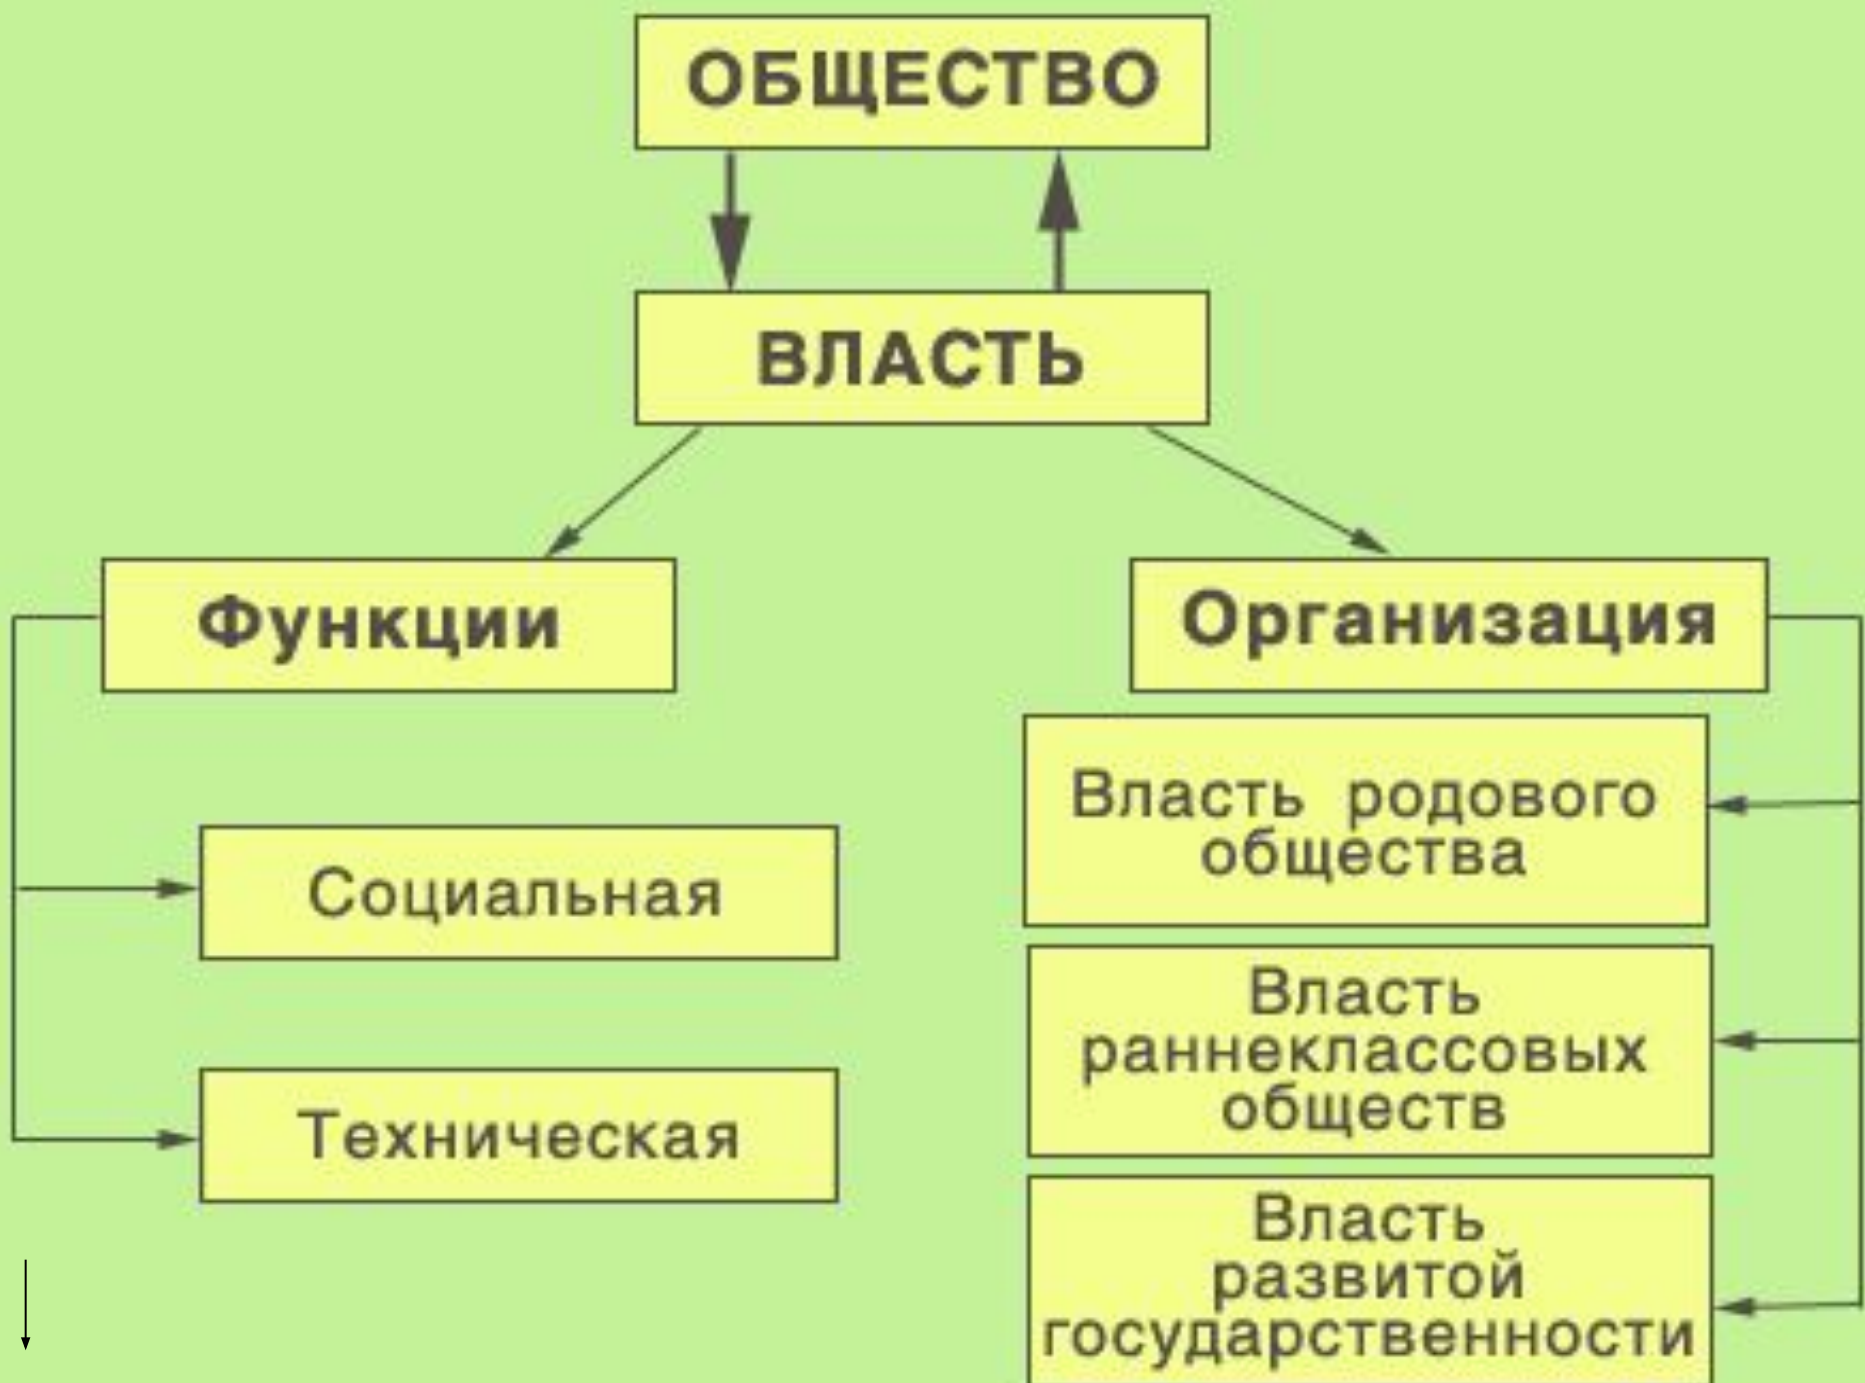 ОБЩЕСТВО
ВЛАСТЬ
Функции
Социальная
Техническая
Организация
Власть родового
общества
Власть
раннеклассовых
обществ
Власть
развитой
государственности